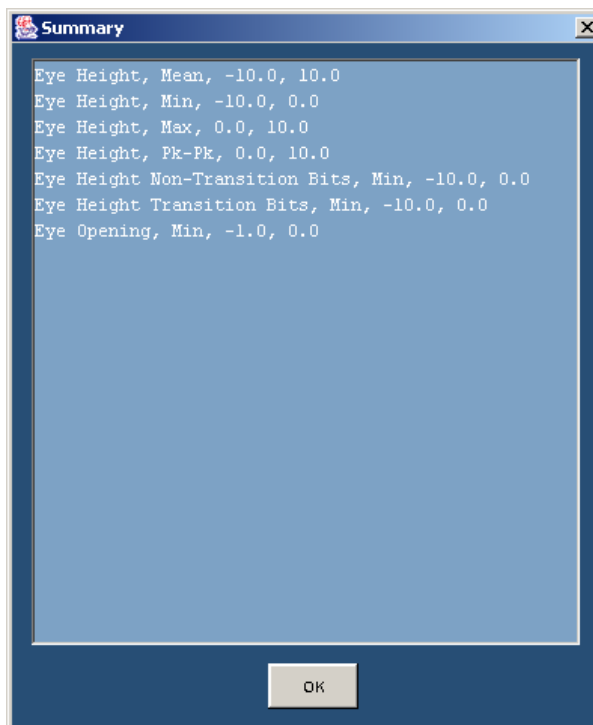 Summary
Eye Height, Mean, -10.0, 10.0
Eye Height, Min, -10.0, 0.0
Eye Height, Max, 0.0, 10.0
Eye Height, Pk-Pk, 0.0, 10.0
Eye Height Non-Transition Bits, Min, -10.0, 0.0
Eye Height Transition Bits, Min, -10.0, 0.0
Eye Opening, Min, -1.0, 0.0
OK